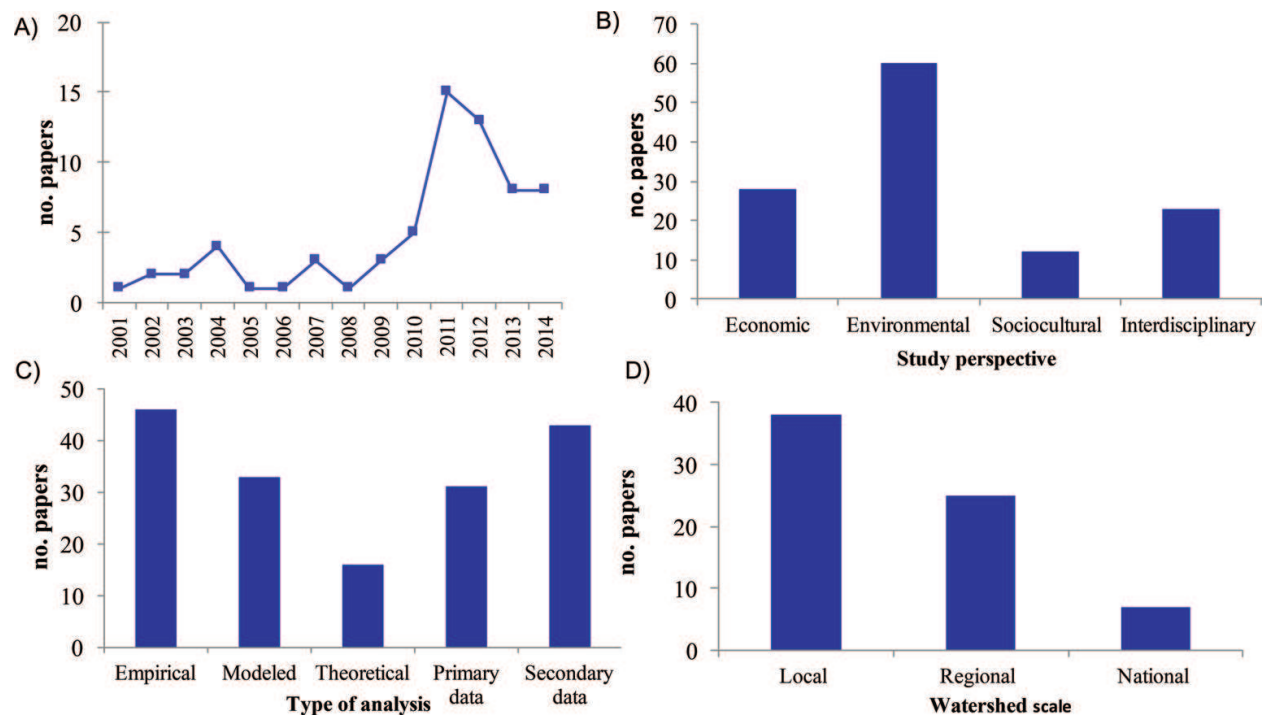 A)
no. papers
20
15
10
5
0
2001 2002 2003 2004 2005 2006 2007 2008 2009 2010 2011 2012 2013 2014
B)
no. papers
70
60
50
40
30
20
10
0
Economic Environmental Sociocultural Interdisciplinary
Study perspective
C)
no. papers
50
40
30
20
10
0
Empirical Modeled Theoretical Primary Secondary
data data
Type of analysis
D)
no. papers
40
30
20
10
0
Local Regional National
Watershed scale